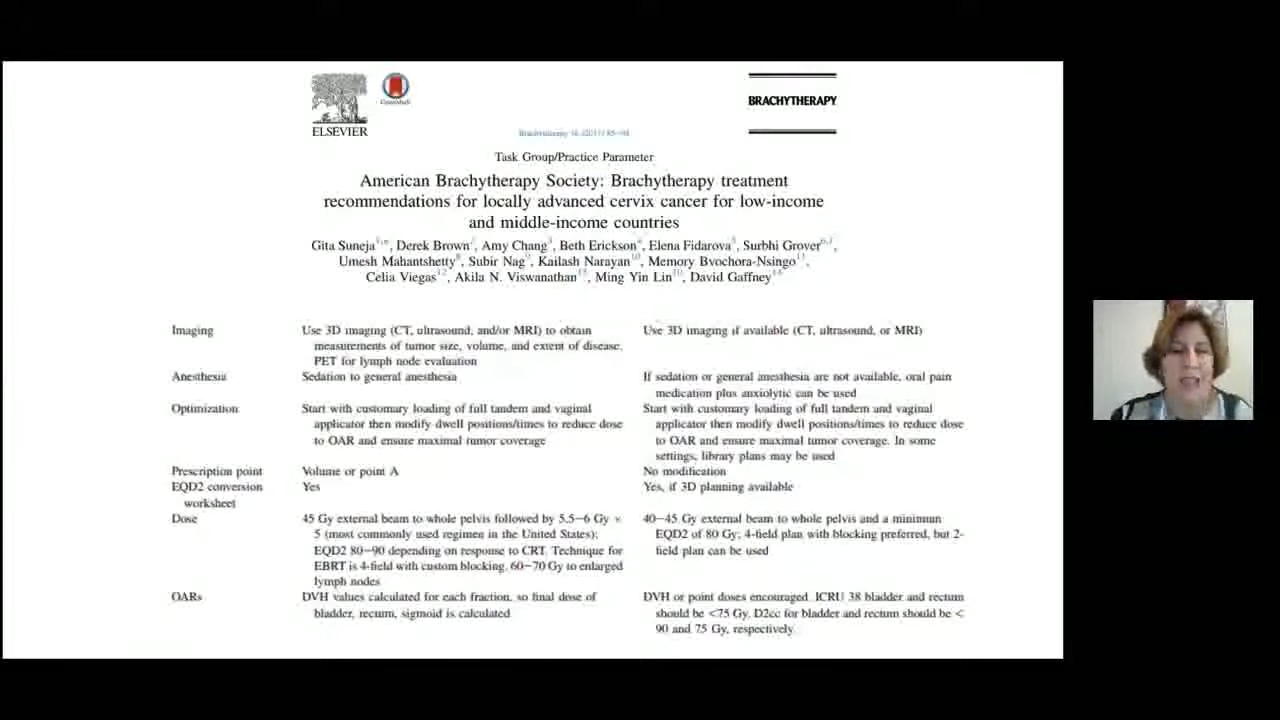 ELSEVIER
BRACHYTHERAPY
Task Group/Practice Parameter
American Brachytherapy Society: Brachytherapy treatment
recommendations for locally advanced cervix cancer for low-income
and middle-income countries
Gita Suneja, Derek Brown, Amy Chang, Beth Erickson, Elena Fidarova, Surbhi Grover,
Umesh Mahantshetty, Subir Nag, Kailash Narayan, Memory Bvochora-Nsingo,
Celia Viegas, Akila N. Viswanathan, Ming Yin Lin, David Gaffney
Imaging
Use 3D imaging (CT, ultrasound, and/or MRI) to obtain
measurements of tumor size, volume, and extent of disease.
PET for lymph node evaluation
Use 3D imaging if available (CT, ultrasound, or MRI)
Anesthesia
Sedation to general anesthesia
If sedation or general anesthesia are not available, oral pain
medication plus anxiolytic can be used
Optimization
Start with customary loading of full tandem and vaginal
applicator then modify dwell positions/times to reduce dose
to OAR and ensure maximal tumor coverage
Start with customary loading of full tandem and vaginal
applicator then modify dwell positions/times to reduce dose
to OAR and ensure maximal tumor coverage. In some
settings, library plans may be used
Prescription point
Volume or point A
No modification
EQD2 conversion
worksheet
Yes
Yes, if 3D planning available
Dose
45 Gy external beam to whole pelvis followed by 5.5–6 Gy ×
5 (most commonly used regimen in the United States);
EQD2 80–90 depending on response to CRT. Technique for
EBRT is 4-field with custom blocking. 60–70 Gy to enlarged
lymph nodes
40–45 Gy external beam to whole pelvis and a minimum
EQD2 of 80 Gy; 4-field plan with blocking preferred, but 2-
field plan can be used
OARs
DVH values calculated for each fraction, so final dose of
bladder, rectum, sigmoid is calculated
DVH or point doses encouraged. ICRU 38 bladder and rectum
should be <75 Gy. D2cc for bladder and rectum should be <
90 and 75 Gy, respectively.